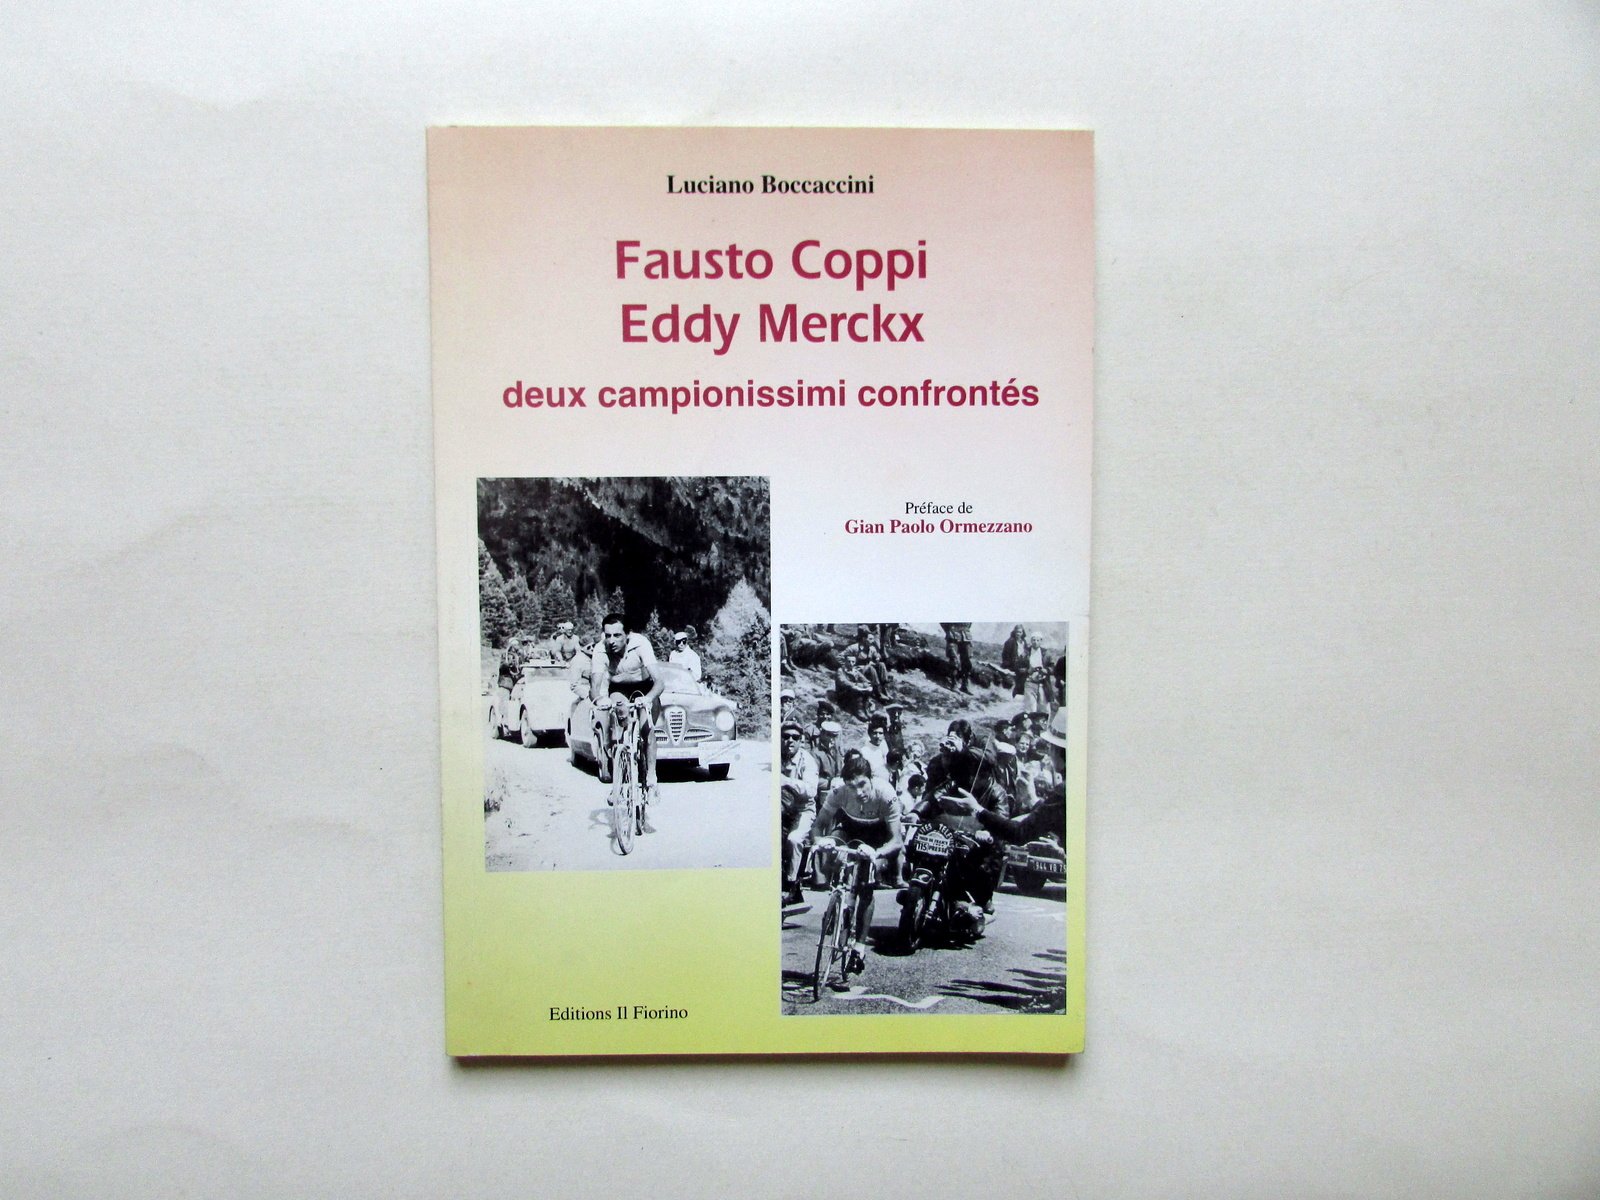 Luciano Boccaccini
Fausto Coppi
Eddy Merckx
deux campionissimi confrontés
Préface de
Gian Paolo Ormezzano
Editions Il Fiorino